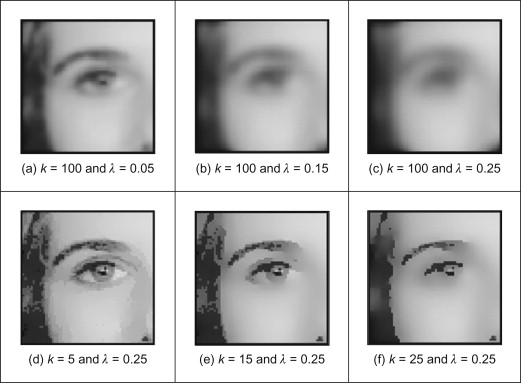 (a) k = 100 and λ = 0.05
(b) k = 100 and λ = 0.15
(c) k = 100 and λ = 0.25
(d) k = 5 and λ = 0.25
(e) k = 15 and λ = 0.25
(f) k = 25 and λ = 0.25